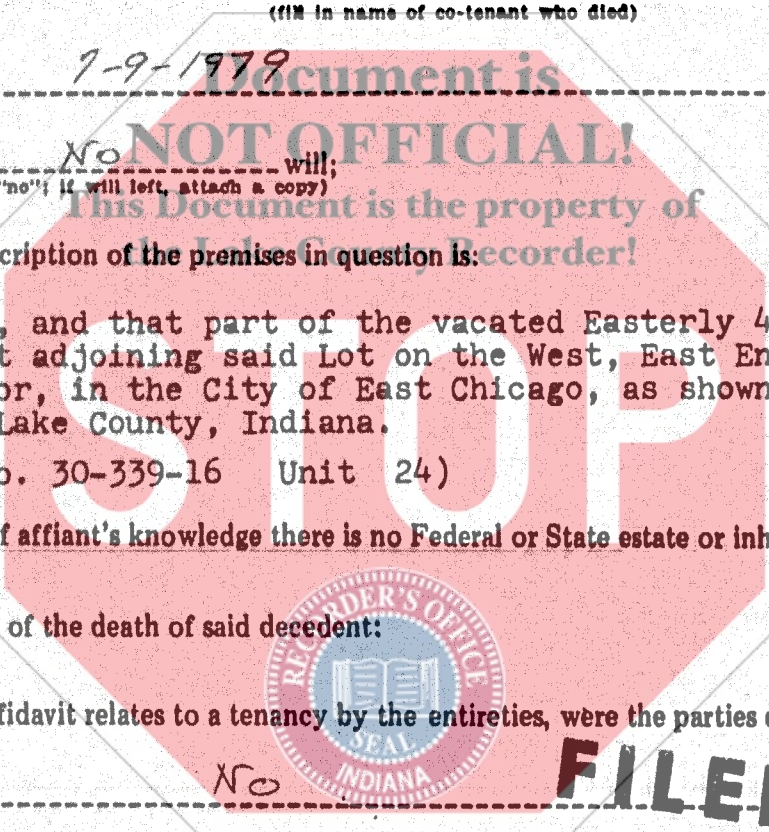 (fill in name of co-tenant who died)
7-9-1979
Document is
NOT OFFICIAL!
No will;
"no"; if will left, attach a copy)
This Document is the property of
the Lake County Recorder!
cription of the premises in question is:
, and that part of the vacated Easterly 4
t adjoining said Lot on the West, East En
or, in the City of East Chicago, as shown
Lake County, Indiana.
o. 30-339-16 Unit 24)
STOP
f affiant's knowledge there is no Federal or State estate or inh
of the death of said decedent:
RECORDER'S OFFICE
SEAL
INDIANA
fidavit relates to a tenancy by the entireties, were the parties
No
FILE